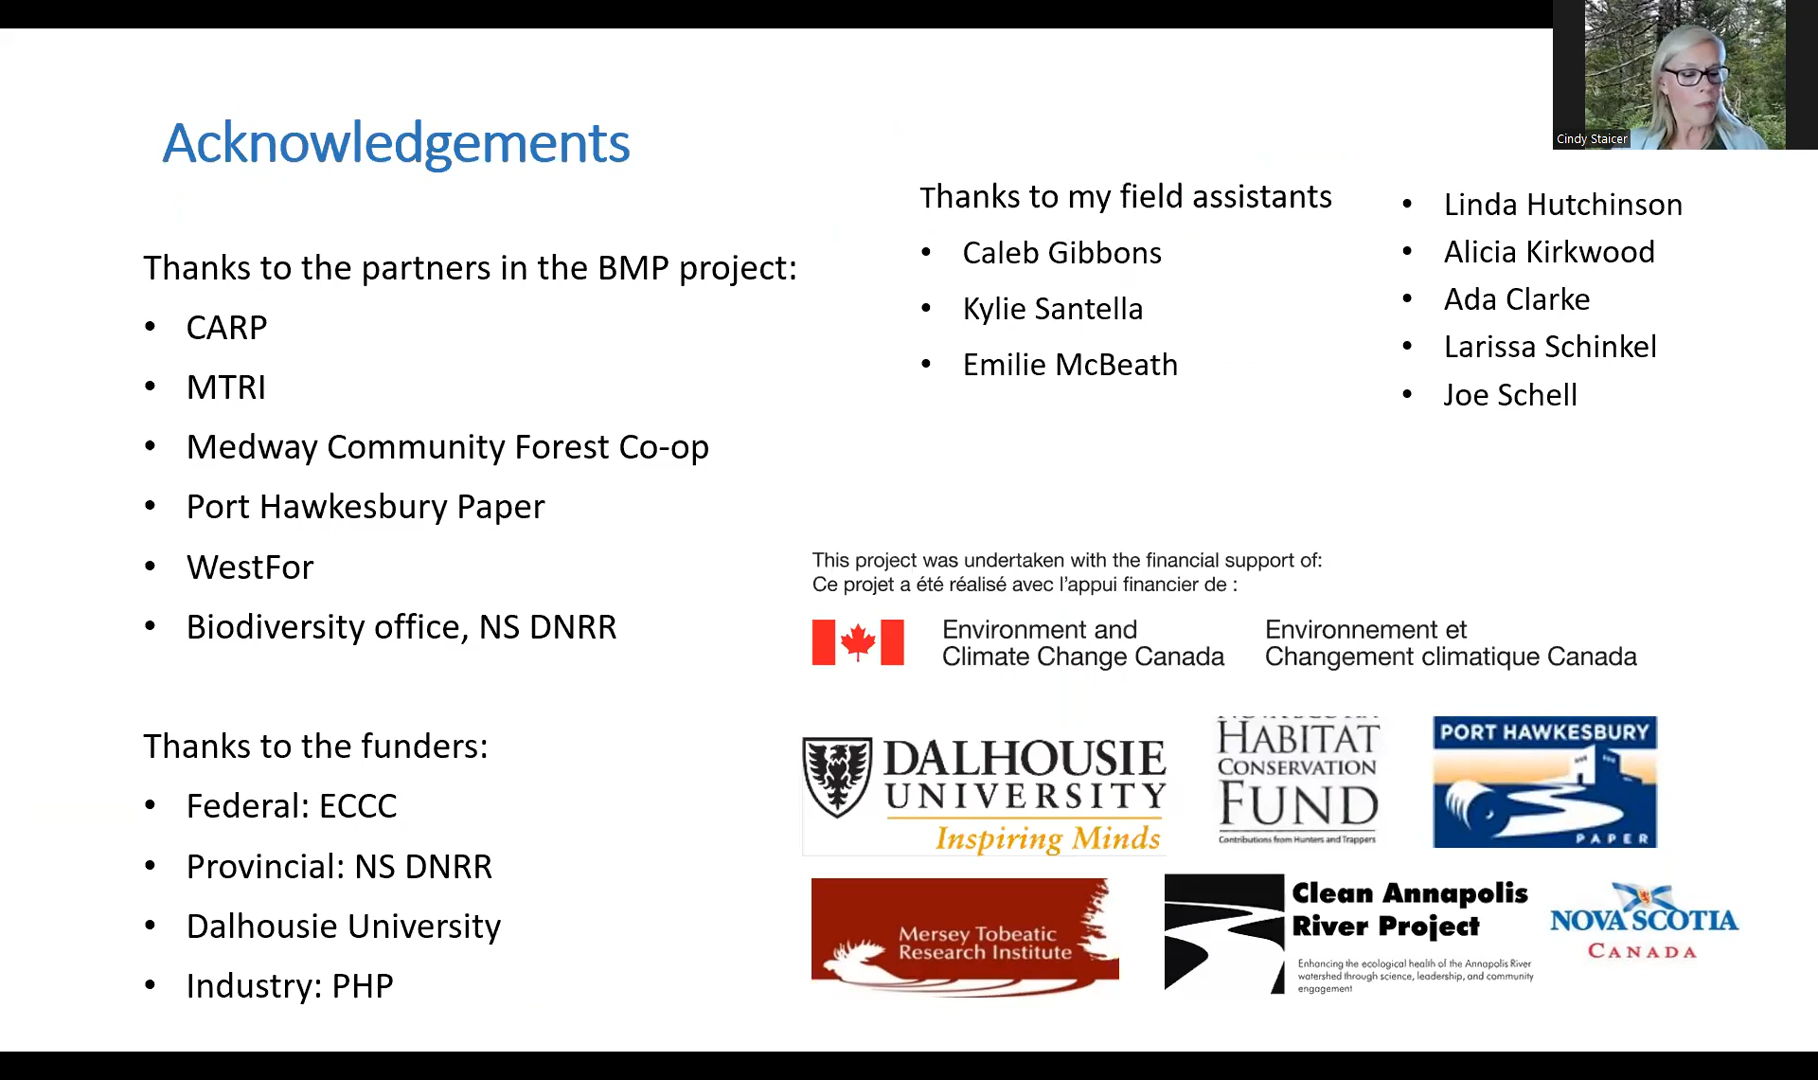 Cindy Staicer
Acknowledgements
Thanks to the partners in the BMP project:
• CARP
• MTRI
• Medway Community Forest Co-op
• Port Hawkesbury Paper
• WestFor
• Biodiversity office, NS DNRR
Thanks to the funders:
• Federal: ECCC
• Provincial: NS DNRR
• Dalhousie University
• Industry: PHP
Thanks to my field assistants
• Caleb Gibbons
• Kylie Santella
• Emilie McBeath
• Linda Hutchinson
• Alicia Kirkwood
• Ada Clarke
• Larissa Schinkel
• Joe Schell
This project was undertaken with the financial support of:
Ce projet a été réalisé avec l'appui financier de :
Environment and
Climate Change Canada
Environnement et
Changement climatique Canada
DALHOUSIE
UNIVERSITY
Inspiring Minds
HABITAT
CONSERVATION
FUND
Contributions from Hunters and Trappers
PORT HAWKESBURY
PAPER
Mersey Tobeatic
Research Institute
Clean Annapolis
River Project
Enhancing the ecological health of the Annapolis River
watershed through science, leadership, and community
engagement
NOVA SCOTIA
CANADA